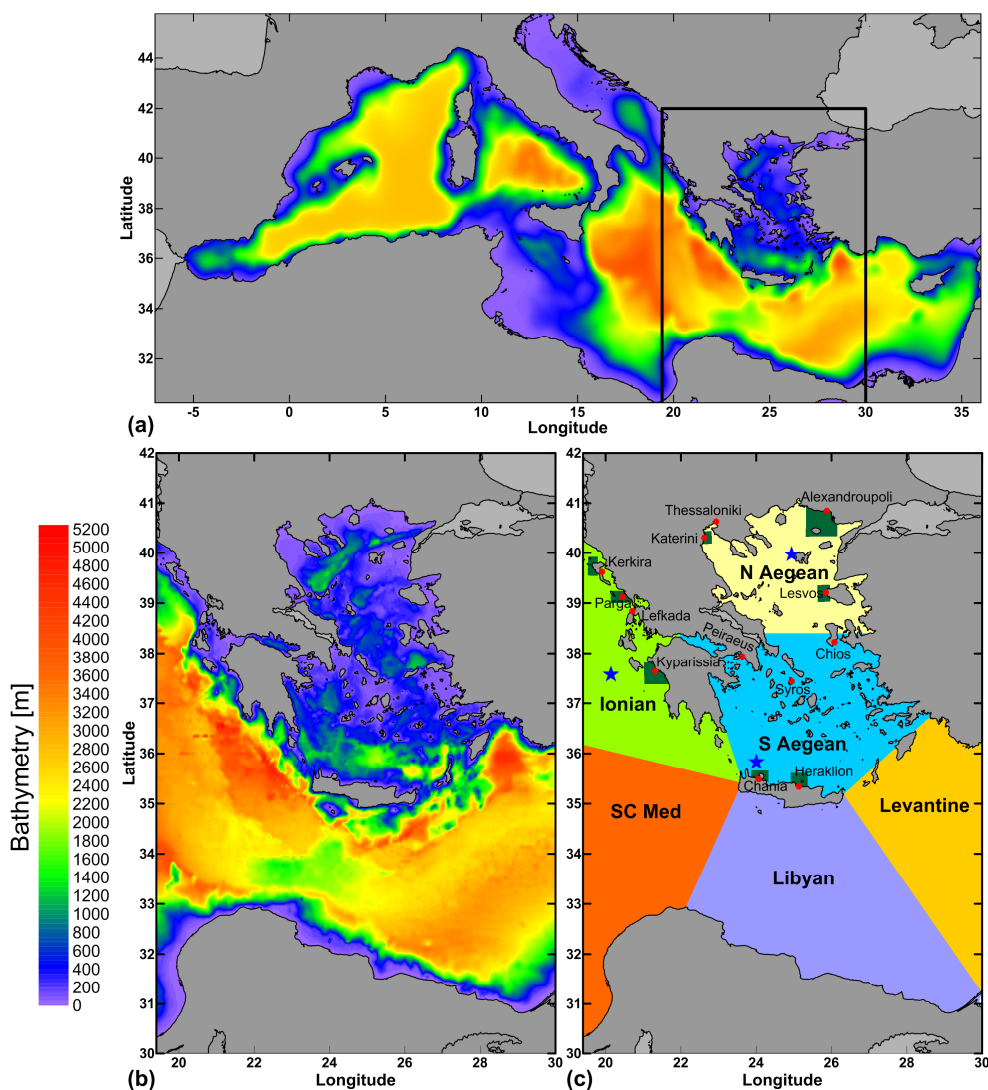 44
42
40
38
36
34
32
Latitude
-5
0
5
10
15
20
25
30
35
Longitude
(a)
Bathymetry [m]
5200
5000
4800
4600
4400
4200
4000
3800
3600
3400
3200
3000
2800
2600
2400
2200
2000
1800
1600
1400
1200
1000
800
600
400
200
0
42
41
40
39
38
37
36
35
34
33
32
31
30
Latitude
20
22
24
26
28
30
Longitude
(b)
42
41
40
39
38
37
36
35
34
33
32
31
30
Latitude
Alexandroupoli
Thessaloniki
Katerini
N Aegean
Kerkira
Lesvos
Parga
Lefkada
Peiraeus
Chios
Kyparissia
Syros
Ionian
S Aegean
Heraklion
Chania
SC Med
Levantine
Libyan
20
22
24
26
28
30
Longitude
(c)